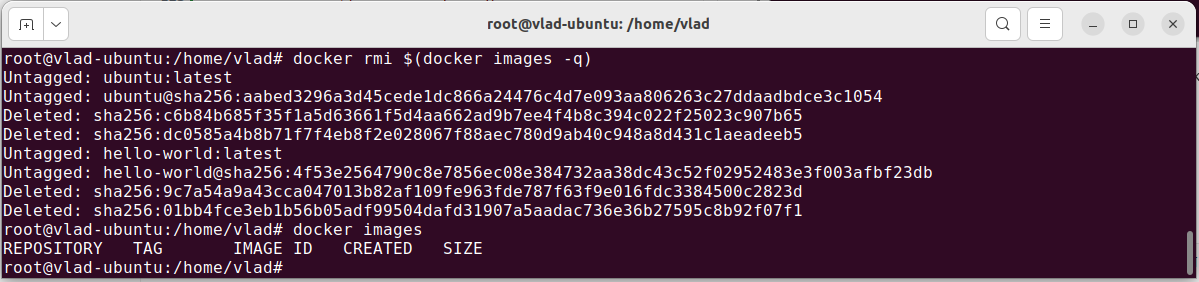 root@vlad-ubuntu: /home/vlad
root@vlad-ubuntu:/home/vlad# docker rmi $(docker images -q)
Untagged: ubuntu:latest
Untagged: ubuntu@sha256:aabed3296a3d45cede1dc866a24476c4d7e093aa806263c27ddaadbdce3c1054
Deleted: sha256:c6b84b685f35f1a5d63661f5d4aa662ad9b7ee4f4b8c394c022f25023c907b65
Deleted: sha256:dc0585a4b8b71f7f4eb8f2e028067f88aec780d9ab40c948a8d431c1aeadeeb5
Untagged: hello-world:latest
Untagged: hello-world@sha256:4f53e2564790c8e7856ec08e384732aa38dc43c52f02952483e3f003afbf23db
Deleted: sha256:9c7a54a9a43cca047013b82af109fe963fde787f63f9e016fdc3384500c2823d
Deleted: sha256:01bb4fce3eb1b56b05adf99504dafd31907a5aadac736e36b27595c8b92f07f1
root@vlad-ubuntu:/home/vlad# docker images
REPOSITORY   TAG       IMAGE ID   CREATED   SIZE
root@vlad-ubuntu:/home/vlad#